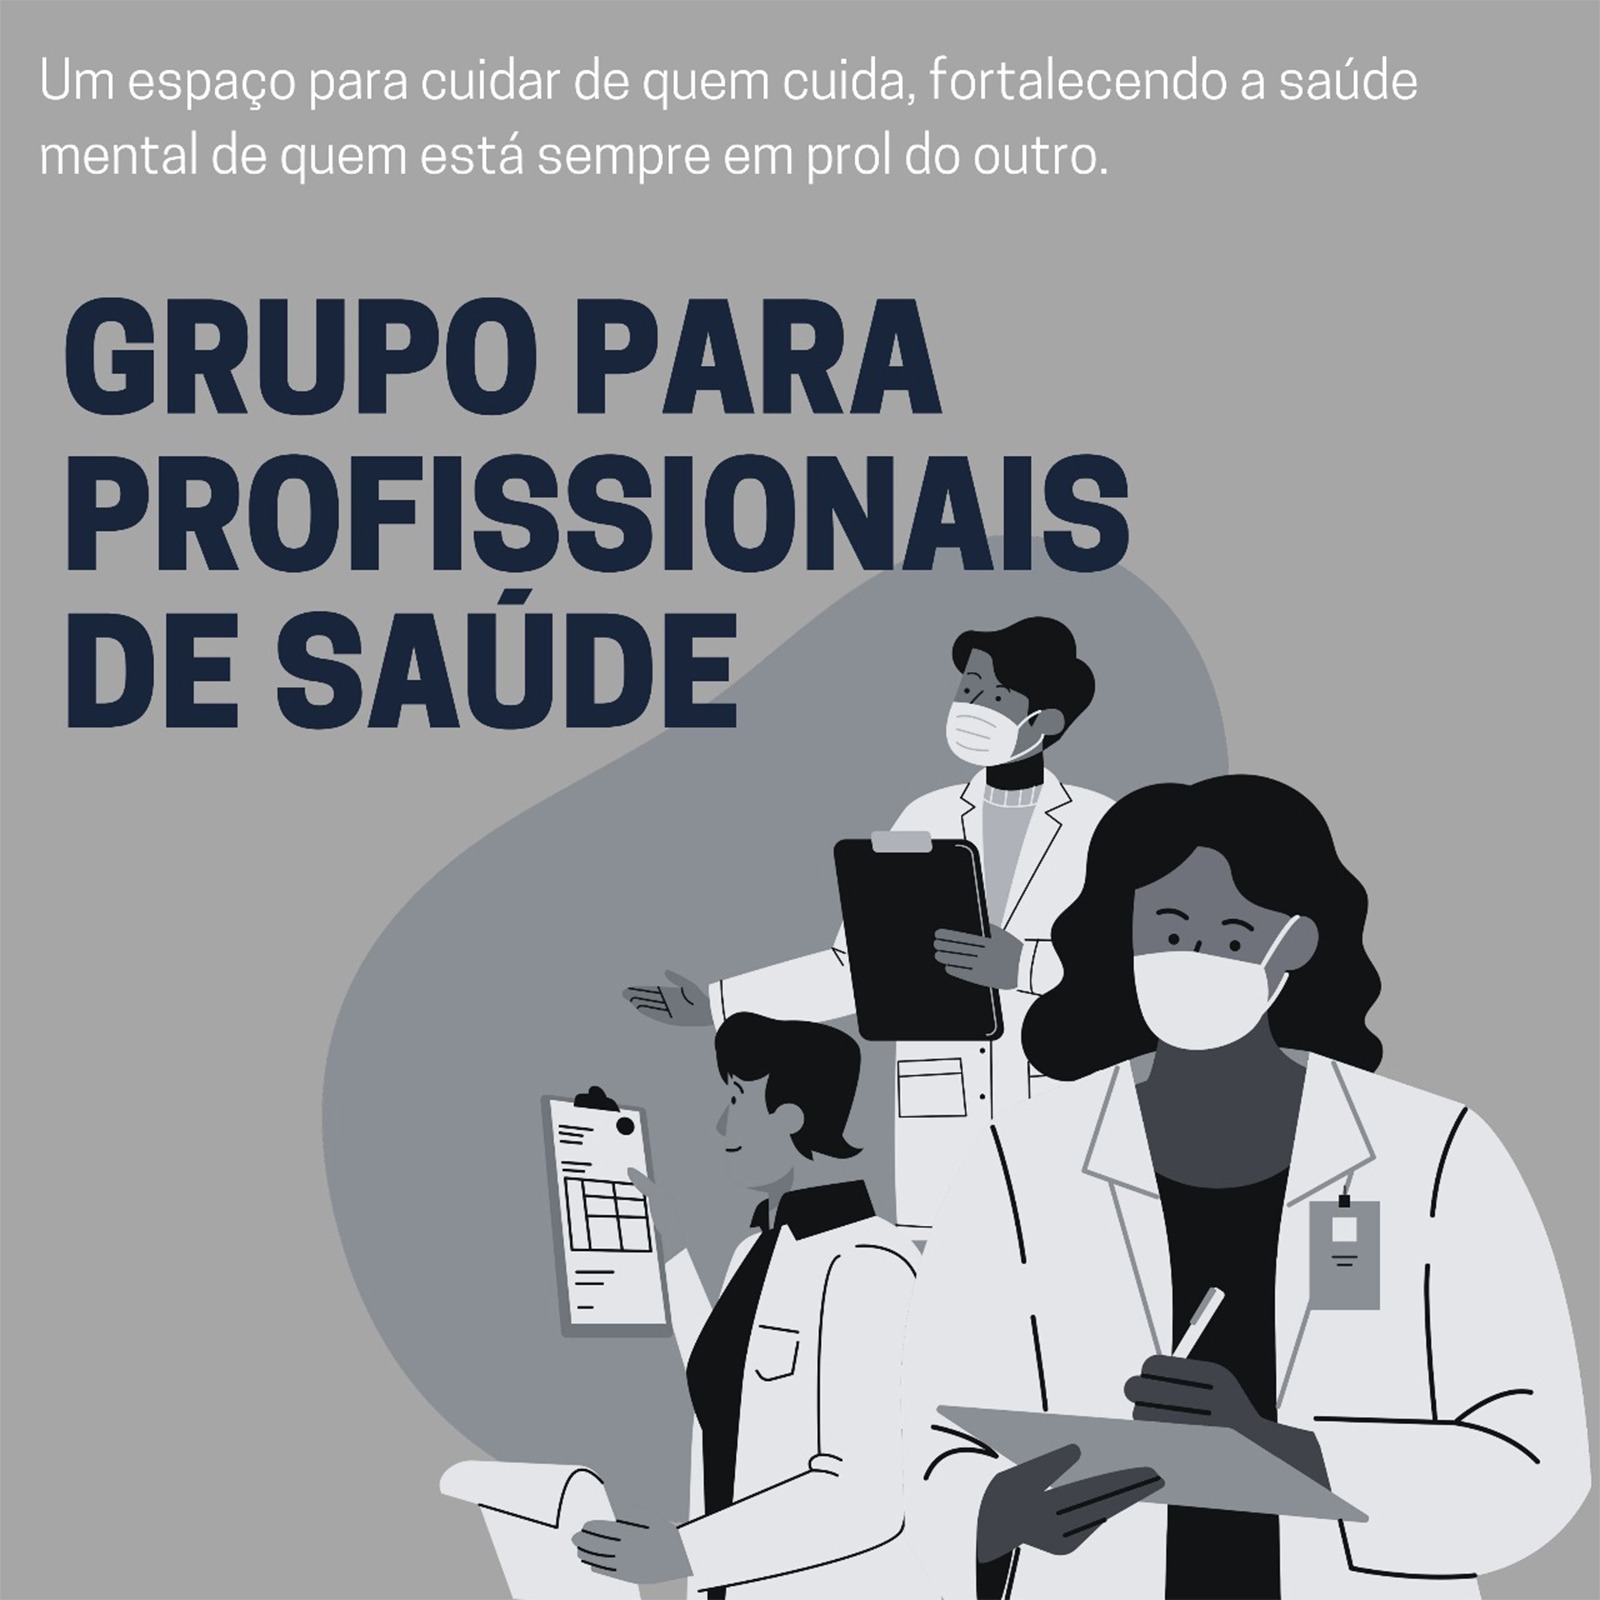 Um espaço para cuidar de quem cuida, fortalecendo a saúde
mental de quem está sempre em prol do outro.
GRUPO PARA
PROFISSIONAIS
DE SAÚDE